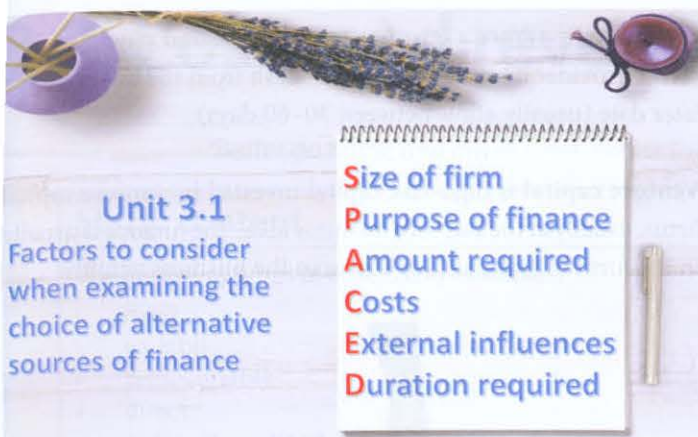 Unit 3.1
Factors to consider
when examining the
choice of alternative
sources of finance
Size of firm
Purpose of finance
Amount required
Costs
External influences
Duration required